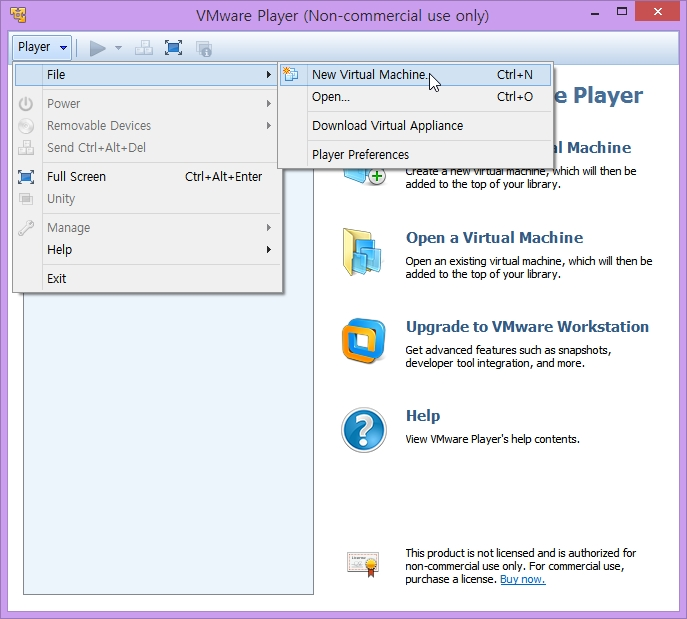 VMware Player (Non-commercial use only)
Player
File
Power
Removable Devices
Send Ctrl+Alt+Del
Full Screen Ctrl+Alt+Enter
Unity
Manage
Help
Exit
New Virtual Machine... Ctrl+N
Open... Ctrl+O
Download Virtual Appliance
Player Preferences
e Player
al Machine
Create a new virtual machine, which will then be
added to the top of your library.
Open a Virtual Machine
Open an existing virtual machine, which will then be
added to the top of your library.
Upgrade to VMware Workstation
Get advanced features such as snapshots,
developer tool integration, and more.
Help
View VMware Player's help contents.
This product is not licensed and is authorized for
non-commercial use only. For commercial use,
purchase a license. Buy now.